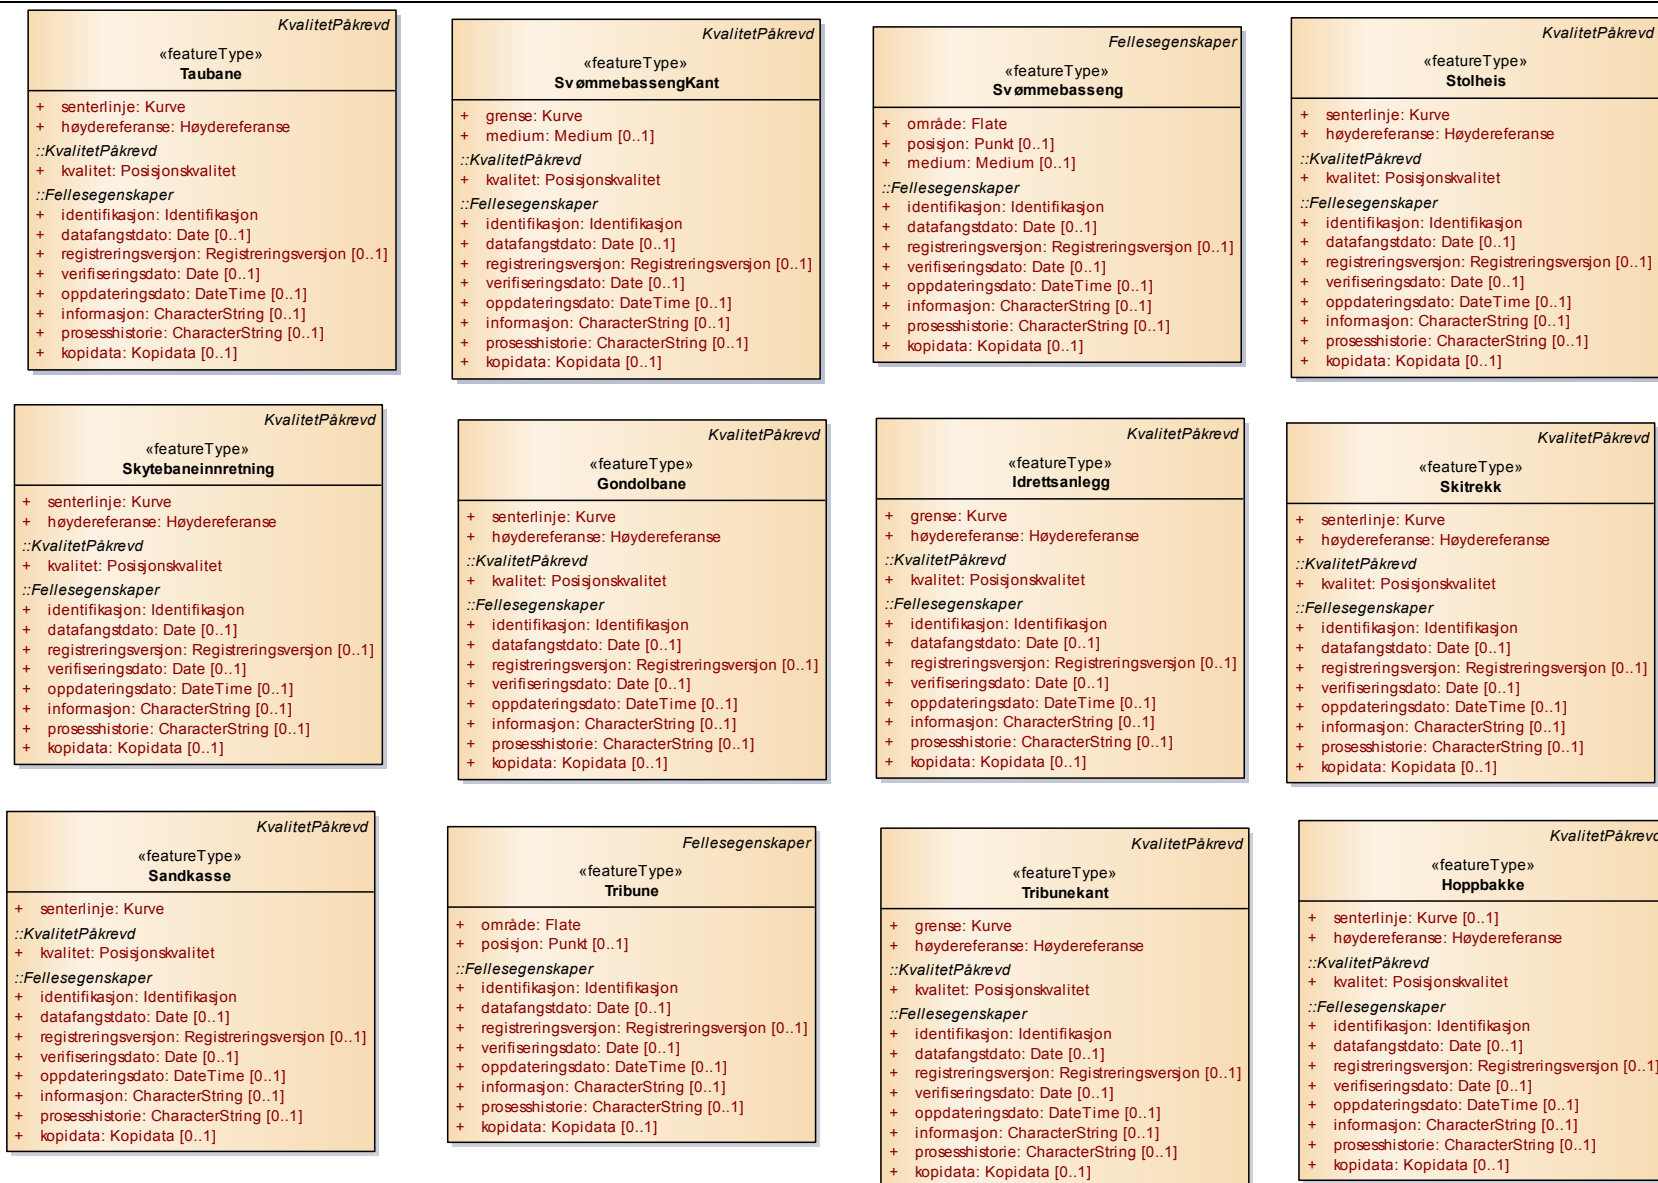 KvalitetPåkrevd
«featureType»
Taubane
+ senterlinje: Kurve
+ høydereferanse: Høydereferanse
::KvalitetPåkrevd
+ kvalitet: Posisjonskvalitet
::Fellesegenskaper
+ identifikasjon: Identifikasjon
+ datafangstdato: Date [0..1]
+ registreringsversjon: Registreringsversjon [0..1]
+ verifiseringsdato: Date [0..1]
+ oppdateringsdato: DateTime [0..1]
+ informasjon: CharacterString [0..1]
+ prosesshistorie: CharacterString [0..1]
+ kopidata: Kopidata [0..1]
KvalitetPåkrevd
«featureType»
SvømmebassengKant
+ grense: Kurve
+ medium: Medium [0..1]
::KvalitetPåkrevd
+ kvalitet: Posisjonskvalitet
::Fellesegenskaper
+ identifikasjon: Identifikasjon
+ datafangstdato: Date [0..1]
+ registreringsversjon: Registreringsversjon [0..1]
+ verifiseringsdato: Date [0..1]
+ oppdateringsdato: DateTime [0..1]
+ informasjon: CharacterString [0..1]
+ prosesshistorie: CharacterString [0..1]
+ kopidata: Kopidata [0..1]
Fellesegenskaper
«featureType»
Svømmebasseng
+ område: Flate
+ posisjon: Punkt [0..1]
+ medium: Medium [0..1]
::Fellesegenskaper
+ identifikasjon: Identifikasjon
+ datafangstdato: Date [0..1]
+ registreringsversjon: Registreringsversjon [0..1]
+ verifiseringsdato: Date [0..1]
+ oppdateringsdato: DateTime [0..1]
+ informasjon: CharacterString [0..1]
+ prosesshistorie: CharacterString [0..1]
+ kopidata: Kopidata [0..1]
KvalitetPåkrevd
«featureType»
Stolheis
+ senterlinje: Kurve
+ høydereferanse: Høydereferanse
::KvalitetPåkrevd
+ kvalitet: Posisjonskvalitet
::Fellesegenskaper
+ identifikasjon: Identifikasjon
+ datafangstdato: Date [0..1]
+ registreringsversjon: Registreringsversjon [0..1]
+ verifiseringsdato: Date [0..1]
+ oppdateringsdato: DateTime [0..1]
+ informasjon: CharacterString [0..1]
+ prosesshistorie: CharacterString [0..1]
+ kopidata: Kopidata [0..1]
KvalitetPåkrevd
«featureType»
Skytebaneinnretning
+ senterlinje: Kurve
+ høydereferanse: Høydereferanse
::KvalitetPåkrevd
+ kvalitet: Posisjonskvalitet
::Fellesegenskaper
+ identifikasjon: Identifikasjon
+ datafangstdato: Date [0..1]
+ registreringsversjon: Registreringsversjon [0..1]
+ verifiseringsdato: Date [0..1]
+ oppdateringsdato: DateTime [0..1]
+ informasjon: CharacterString [0..1]
+ prosesshistorie: CharacterString [0..1]
+ kopidata: Kopidata [0..1]
KvalitetPåkrevd
«featureType»
Gondolbane
+ senterlinje: Kurve
+ høydereferanse: Høydereferanse
::KvalitetPåkrevd
+ kvalitet: Posisjonskvalitet
::Fellesegenskaper
+ identifikasjon: Identifikasjon
+ datafangstdato: Date [0..1]
+ registreringsversjon: Registreringsversjon [0..1]
+ verifiseringsdato: Date [0..1]
+ oppdateringsdato: DateTime [0..1]
+ informasjon: CharacterString [0..1]
+ prosesshistorie: CharacterString [0..1]
+ kopidata: Kopidata [0..1]
KvalitetPåkrevd
«featureType»
Idrettsanlegg
+ grense: Kurve
+ høydereferanse: Høydereferanse
::KvalitetPåkrevd
+ kvalitet: Posisjonskvalitet
::Fellesegenskaper
+ identifikasjon: Identifikasjon
+ datafangstdato: Date [0..1]
+ registreringsversjon: Registreringsversjon [0..1]
+ verifiseringsdato: Date [0..1]
+ oppdateringsdato: DateTime [0..1]
+ informasjon: CharacterString [0..1]
+ prosesshistorie: CharacterString [0..1]
+ kopidata: Kopidata [0..1]
KvalitetPåkrevd
«featureType»
Skitrekk
+ senterlinje: Kurve
+ høydereferanse: Høydereferanse
::KvalitetPåkrevd
+ kvalitet: Posisjonskvalitet
::Fellesegenskaper
+ identifikasjon: Identifikasjon
+ datafangstdato: Date [0..1]
+ registreringsversjon: Registreringsversjon [0..1]
+ verifiseringsdato: Date [0..1]
+ oppdateringsdato: DateTime [0..1]
+ informasjon: CharacterString [0..1]
+ prosesshistorie: CharacterString [0..1]
+ kopidata: Kopidata [0..1]
KvalitetPåkrevd
«featureType»
Sandkasse
+ senterlinje: Kurve
::KvalitetPåkrevd
+ kvalitet: Posisjonskvalitet
::Fellesegenskaper
+ identifikasjon: Identifikasjon
+ datafangstdato: Date [0..1]
+ registreringsversjon: Registreringsversjon [0..1]
+ verifiseringsdato: Date [0..1]
+ oppdateringsdato: DateTime [0..1]
+ informasjon: CharacterString [0..1]
+ prosesshistorie: CharacterString [0..1]
+ kopidata: Kopidata [0..1]
Fellesegenskaper
«featureType»
Tribune
+ område: Flate
+ posisjon: Punkt [0..1]
::Fellesegenskaper
+ identifikasjon: Identifikasjon
+ datafangstdato: Date [0..1]
+ registreringsversjon: Registreringsversjon [0..1]
+ verifiseringsdato: Date [0..1]
+ oppdateringsdato: DateTime [0..1]
+ informasjon: CharacterString [0..1]
+ prosesshistorie: CharacterString [0..1]
+ kopidata: Kopidata [0..1]
KvalitetPåkrevd
«featureType»
Tribunekant
+ grense: Kurve
+ høydereferanse: Høydereferanse
::KvalitetPåkrevd
+ kvalitet: Posisjonskvalitet
::Fellesegenskaper
+ identifikasjon: Identifikasjon
+ datafangstdato: Date [0..1]
+ registreringsversjon: Registreringsversjon [0..1]
+ verifiseringsdato: Date [0..1]
+ oppdateringsdato: DateTime [0..1]
+ informasjon: CharacterString [0..1]
+ prosesshistorie: CharacterString [0..1]
+ kopidata: Kopidata [0..1]
KvalitetPåkrevd
«featureType»
Hoppbakke
+ senterlinje: Kurve [0..1]
+ høydereferanse: Høydereferanse
::KvalitetPåkrevd
+ kvalitet: Posisjonskvalitet
::Fellesegenskaper
+ identifikasjon: Identifikasjon
+ datafangstdato: Date [0..1]
+ registreringsversjon: Registreringsversjon [0..1]
+ verifiseringsdato: Date [0..1]
+ oppdateringsdato: DateTime [0..1]
+ informasjon: CharacterString [0..1]
+ prosesshistorie: CharacterString [0..1]
+ kopidata: Kopidata [0..1]